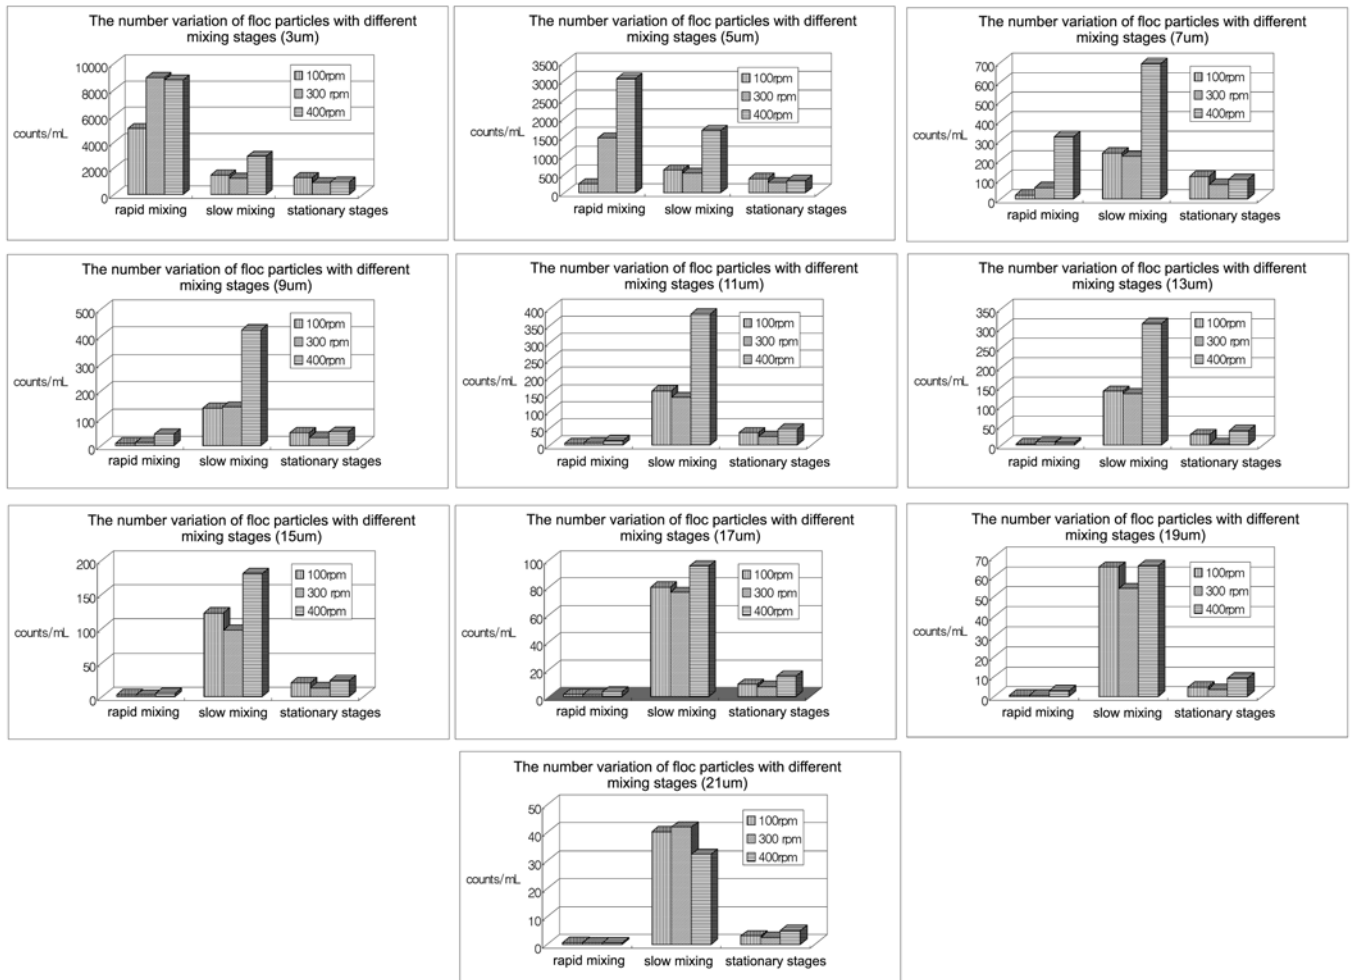 The number variation of floc particles with different
mixing stages (3um)
10000
8000
6000
4000
2000
0
counts/mL
100rpm
300 rpm
400rpm
rapid mixing slow mixing stationary stages
The number variation of floc particles with different
mixing stages (5um)
3500
3000
2500
2000
1500
1000
500
0
counts/mL
100rpm
300 rpm
400rpm
rapid mixing slow mixing stationary stages
The number variation of floc particles with different
mixing stages (7um)
700
600
500
400
300
200
100
0
counts/mL
100rpm
300 rpm
400rpm
rapid mixing slow mixing stationary stages
The number variation of floc particles with different
mixing stages (9um)
500
400
300
200
100
0
counts/mL
100rpm
300 rpm
400rpm
rapid mixing slow mixing stationary stages
The number variation of floc particles with different
mixing stages (11um)
400
350
300
250
200
150
100
50
0
counts/mL
100rpm
300 rpm
400rpm
rapid mixing slow mixing stationary stages
The number variation of floc particles with different
mixing stages (13um)
350
300
250
200
150
100
50
0
counts/mL
100rpm
300 rpm
400rpm
rapid mixing slow mixing stationary stages
The number variation of floc particles with different
mixing stages (15um)
200
150
100
50
0
counts/mL
100rpm
300 rpm
400rpm
rapid mixing slow mixing stationary stages
The number variation of floc particles with different
mixing stages (17um)
100
80
60
40
20
0
counts/mL
100rpm
300 rpm
400rpm
rapid mixing slow mixing stationary stages
The number variation of floc particles with different
mixing stages (19um)
70
60
50
40
30
20
10
0
counts/mL
100rpm
300 rpm
400rpm
rapid mixing slow mixing stationary stages
The number variation of floc particles with different
mixing stages (21um)
50
40
30
20
10
0
counts/mL
100rpm
300 rpm
400rpm
rapid mixing slow mixing stationary stages